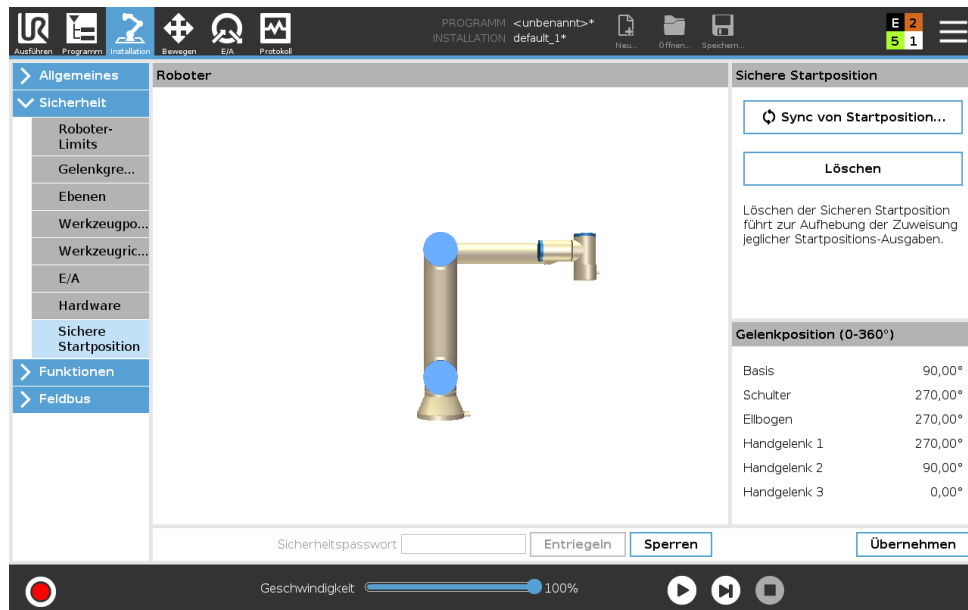 PROGRAMM <unbenannt>*
INSTALLATION default_1*
E 2
5 1
Ausführen Programm Installation Bewegen E/A Protokoll Neu... Öffnen... Speichern...
Allgemeines
Sicherheit
Roboter-
Limits
Gelenkgre...
Ebenen
Werkzeugpo...
Werkzeugric...
E/A
Hardware
Sichere
Startposition
Funktionen
Feldbus
Roboter
Sichere Startposition
Sync von Startposition...
Löschen
Löschen der Sicheren Startposition
führt zur Aufhebung der Zuweisung
jeglicher Startpositions-Ausgaben.
Gelenkposition (0-360°)
Basis 90,00°
Schulter 270,00°
Ellbogen 270,00°
Handgelenk 1 270,00°
Handgelenk 2 90,00°
Handgelenk 3 0,00°
Sicherheitspasswort Entriegeln Sperren Übernehmen
Geschwindigkeit 100%